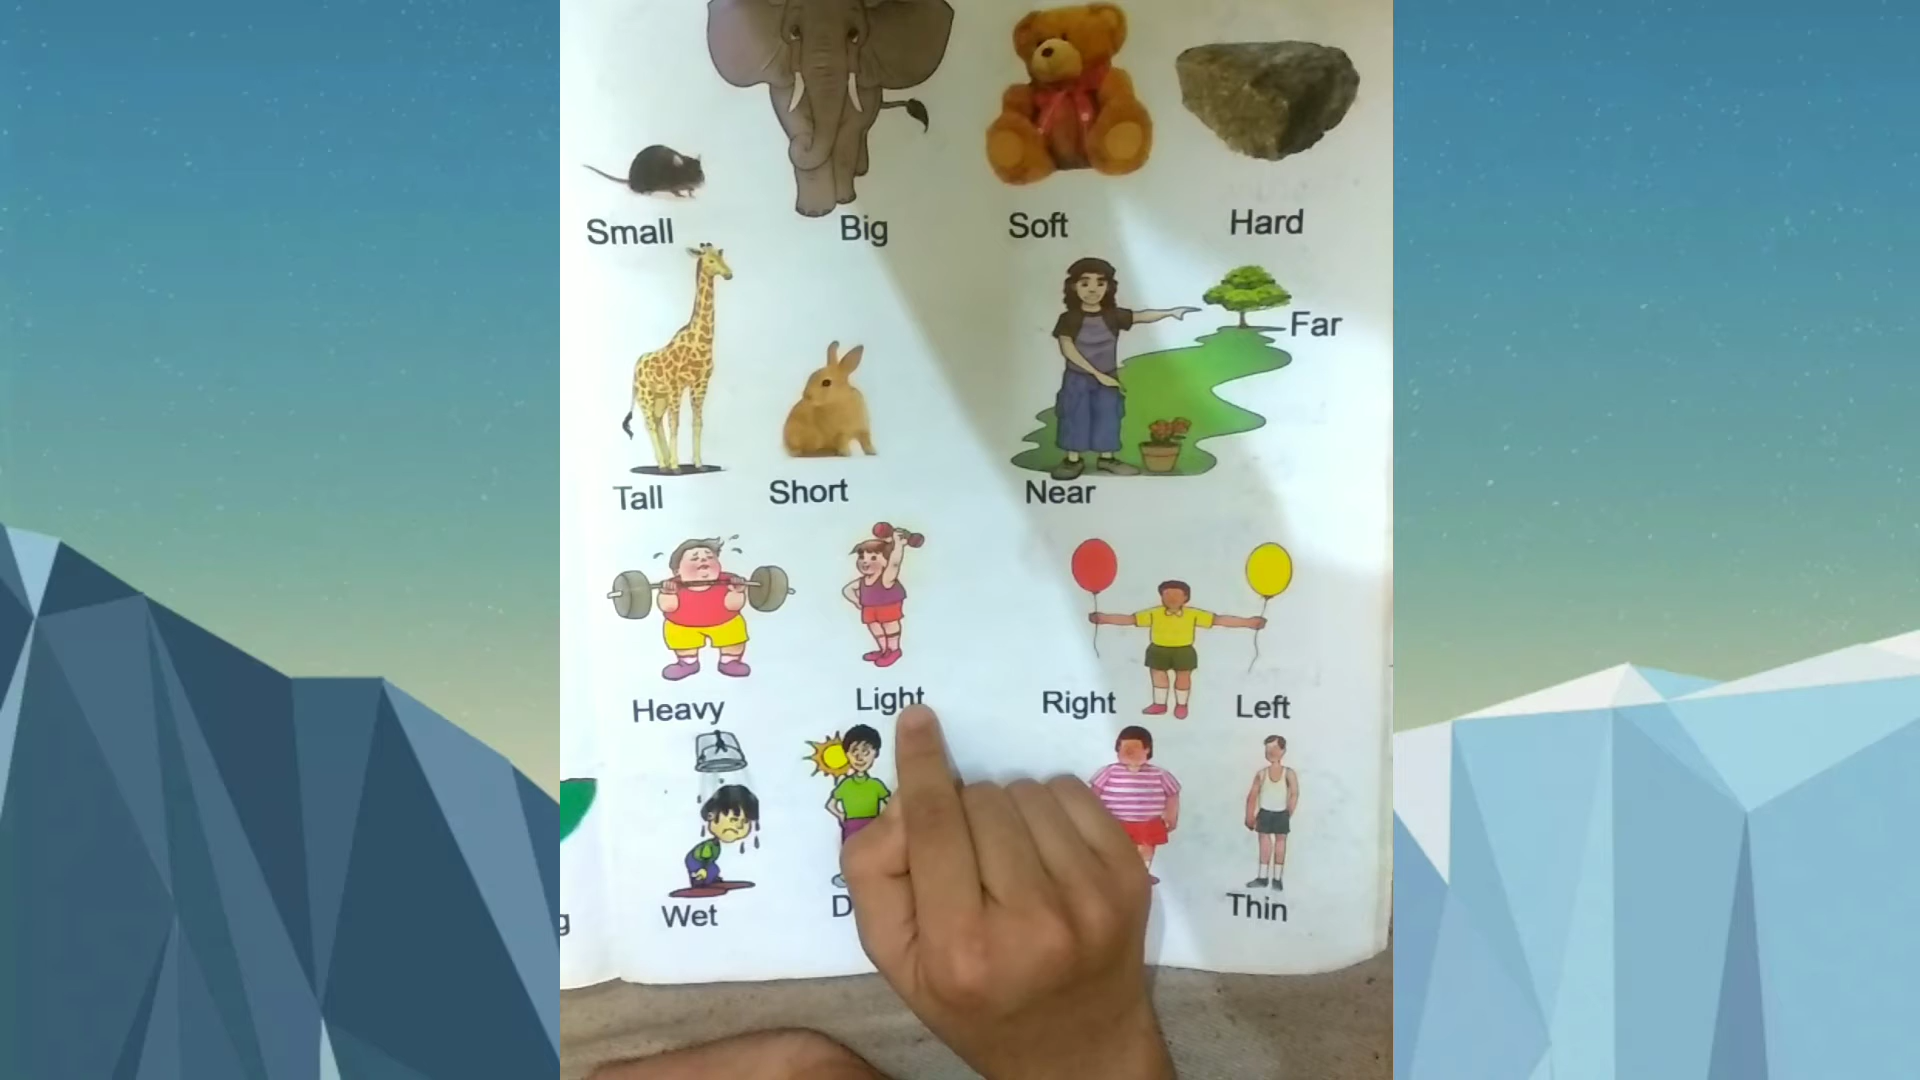 Small Big Soft Hard
Far
Tall Short Near
Heavy Light Right Left
Wet Thin